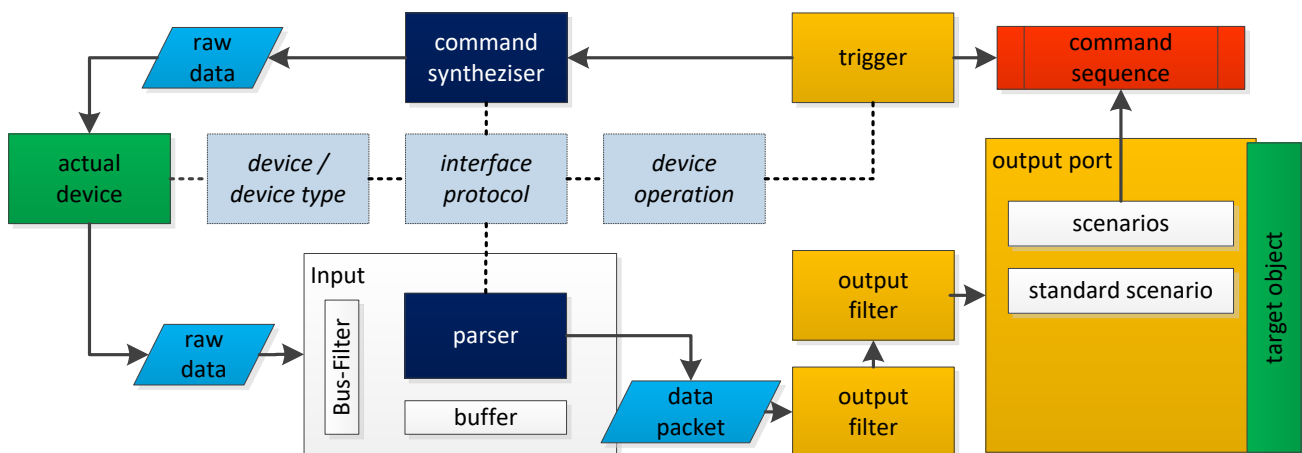 raw
data
command
syntheziser
trigger
command
sequence
actual
device
device /
device type
interface
protocol
device
operation
output port
scenarios
standard scenario
target object
Input
Bus-Filter
parser
buffer
raw
data
data
packet
output
filter
output
filter